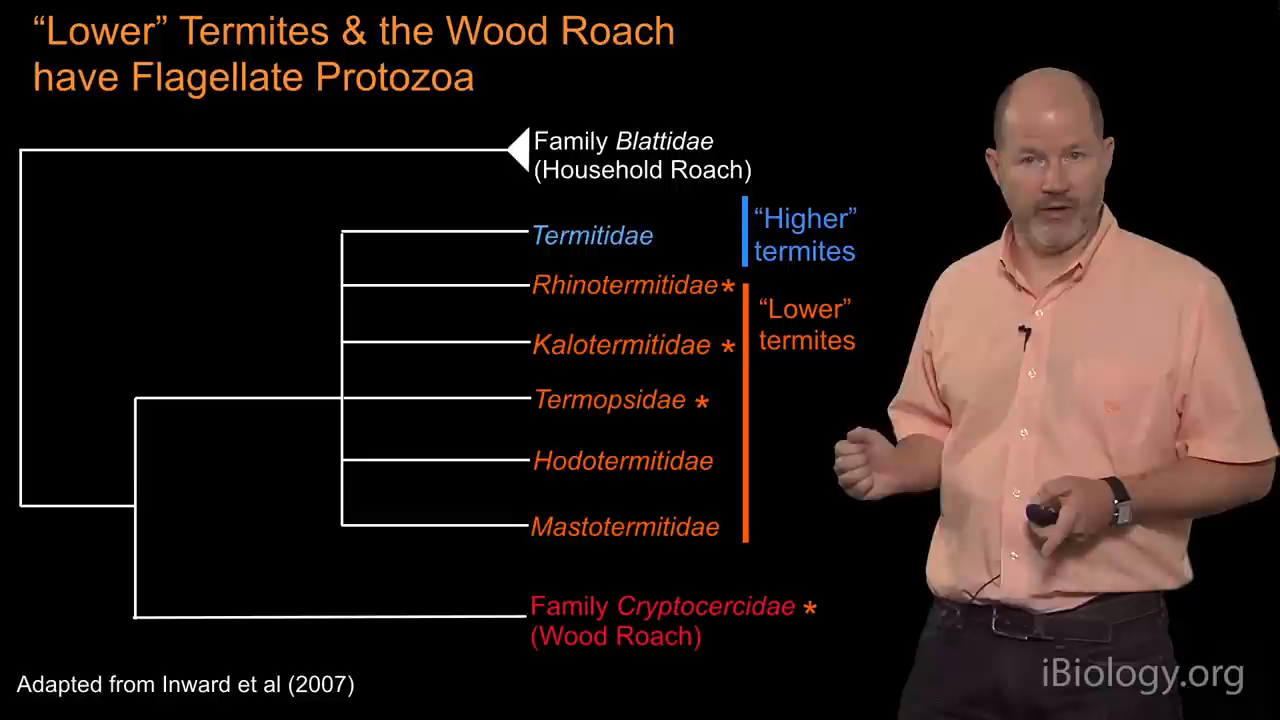 “Lower” Termites & the Wood Roach
have Flagellate Protozoa
Family Blattidae
(Household Roach)
Termitidae
“Higher”
termites
Rhinotermitidae*
“Lower”
termites
Kalotermitidae *
Termopsidae *
Hodotermitidae
Mastotermitidae
Family Cryptocercidae *
(Wood Roach)
Adapted from Inward et al (2007)
iBiology.org